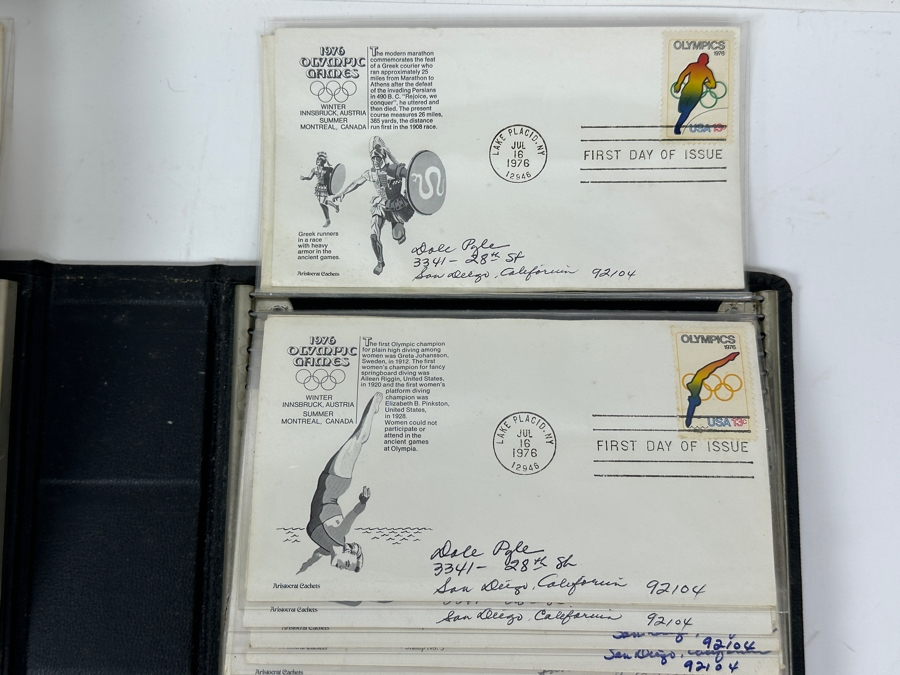 1976
OLYMPIC
GAMES
WINTER
INNSBRUCK, AUSTRIA
SUMMER
MONTREAL, CANADA
The modern marathon
commemorates the feat
of a Greek courier who
ran approximately 25
miles from Marathon to
Athens after the defeat
of the invading Persians
in 490 B.C. "Rejoice, we
conquer", he uttered and
then died. The present
course measures 26 miles,
385 yards, the distance
run first in the 1908 race.
Greek runners
in a race
with heavy
armor in the
ancient games.
Aristocrat Cachets
LAKE PLACID, NY
JUL
16
1976
12946
OLYMPICS
1976
USA 13c
FIRST DAY OF ISSUE
Dale Pyle
3341- 28th St
San Diego, California 92104
1976
OLYMPIC
GAMES
WINTER
INNSBRUCK, AUSTRIA
SUMMER
MONTREAL, CANADA
The first Olympic champion
for plain high diving among
women was Greta Johansson,
Sweden, in 1912. The first
women's champion for fancy
springboard diving was
Aileen Riggin, United States,
in 1920 and the first women's
platform diving
champion was
Elizabeth B. Pinkston,
United States,
in 1928.
Women could not
participate or
attend in the
ancient games
at Olympia.
Aristocrat Cachets
LAKE PLACID, NY
JUL
16
1976
12946
OLYMPICS
1976
USA 13c
FIRST DAY OF ISSUE
Dale Pyle
3341- 28th St
San Diego, California 92104
Aristocrat Cachets
San Diego, California 92104
92104
San Diego, California
92104